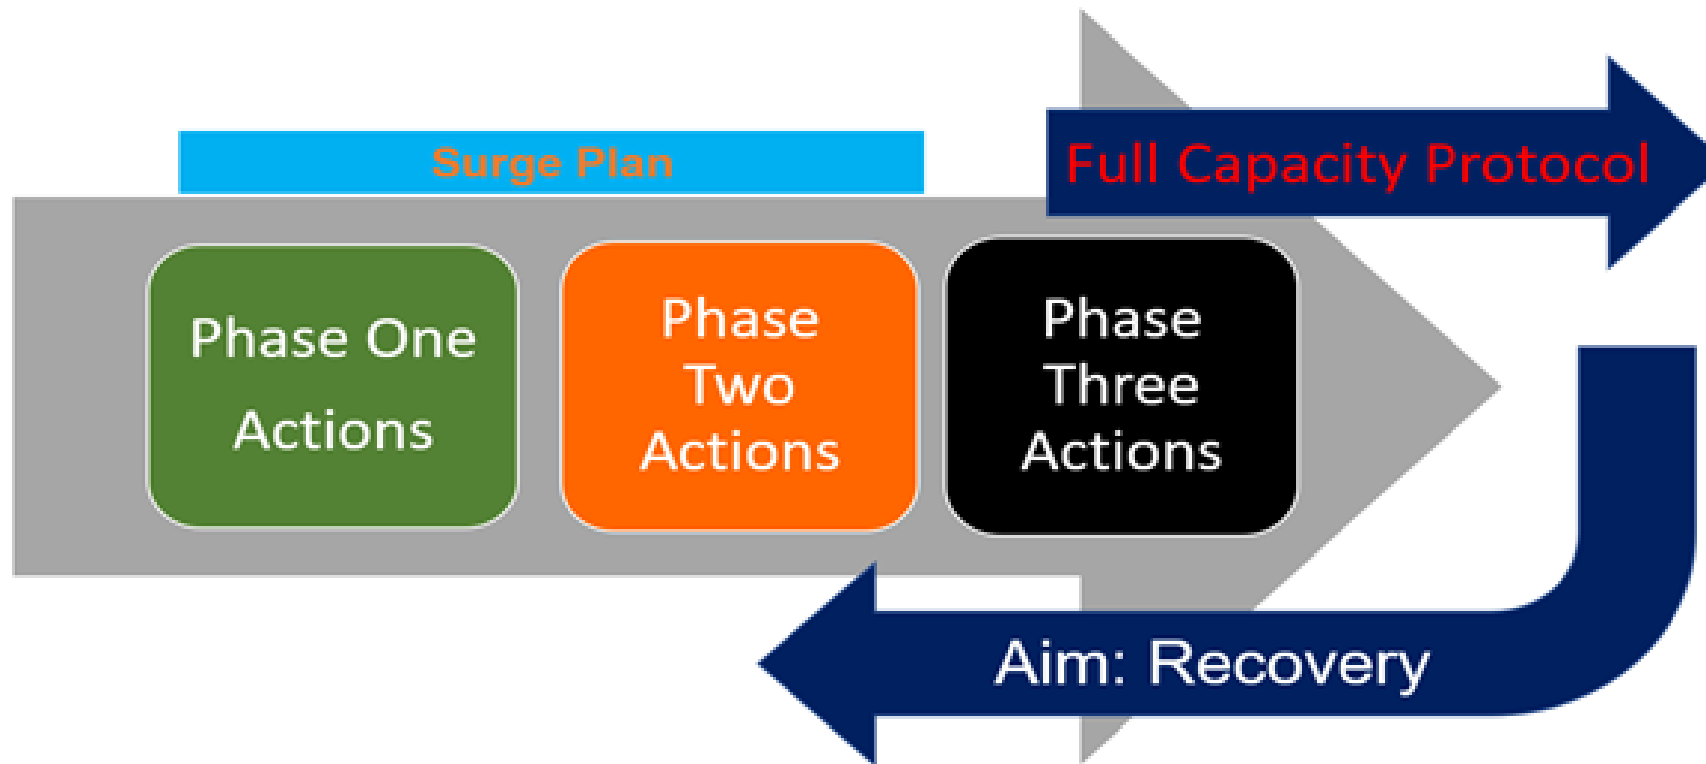 Surge Plan
Full Capacity Protocol
Phase One
Actions
Phase
Two
Actions
Phase
Three
Actions
Aim: Recovery